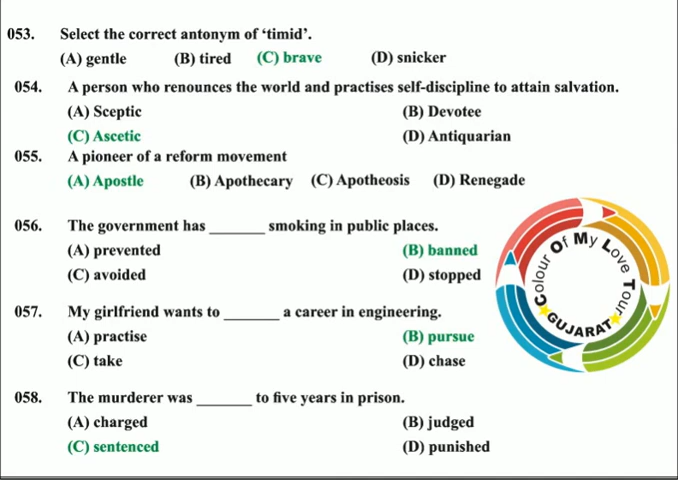 053. Select the correct antonym of ‘timid’.
(A) gentle (B) tired (C) brave (D) snicker
054. A person who renounces the world and practises self-discipline to attain salvation.
(A) Sceptic (B) Devotee
(C) Ascetic (D) Antiquarian
055. A pioneer of a reform movement
(A) Apostle (B) Apothecary (C) Apotheosis (D) Renegade
056. The government has _______ smoking in public places.
(A) prevented (B) banned
(C) avoided (D) stopped
057. My girlfriend wants to _______ a career in engineering.
(A) practise (B) pursue
(C) take (D) chase
058. The murderer was _______ to five years in prison.
(A) charged (B) judged
(C) sentenced (D) punished
Colour Of My Love Tour
GUJARAT